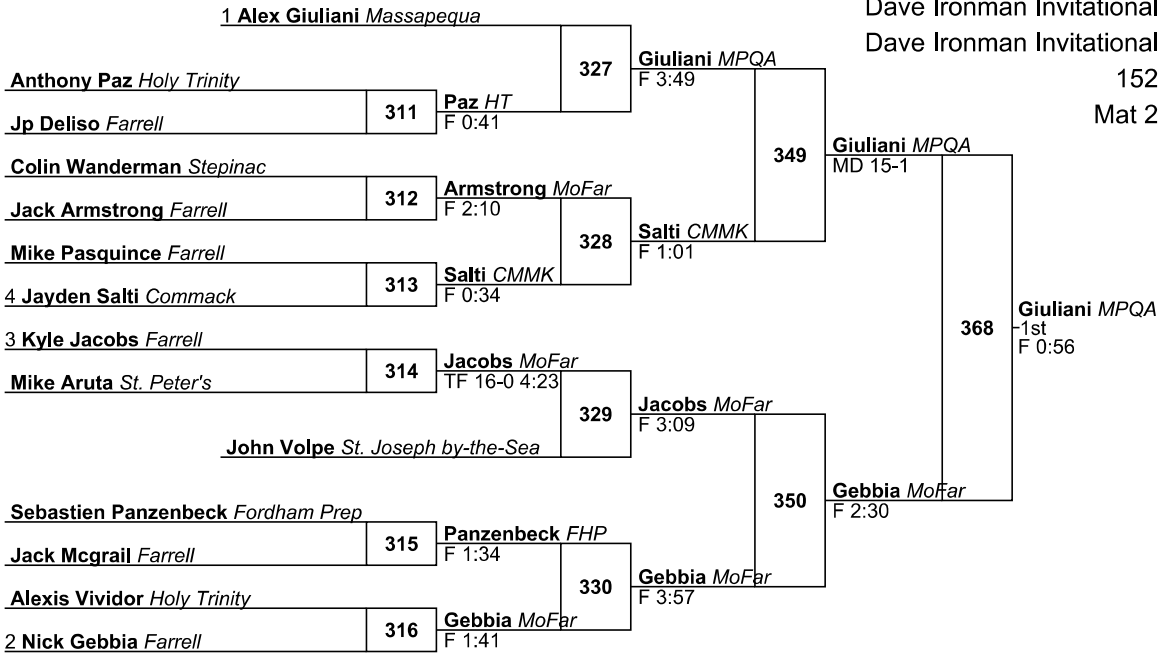 Dave Ironman Invitational
Dave Ironman Invitational
152
Mat 2
1 Alex Giuliani Massapequa
Anthony Paz Holy Trinity
Jp Deliso Farrell
Colin Wanderman Stepinac
Jack Armstrong Farrell
Mike Pasquince Farrell
4 Jayden Salti Commack
3 Kyle Jacobs Farrell
Mike Aruta St. Peter's
John Volpe St. Joseph by-the-Sea
Sebastien Panzenbeck Fordham Prep
Jack Mcgrail Farrell
Alexis Vividor Holy Trinity
2 Nick Gebbia Farrell
311
Paz HT
F 0:41
312
Armstrong MoFar
F 2:10
313
Salti CMMK
F 0:34
314
Jacobs MoFar
TF 16-0 4:23
315
Panzenbeck FHP
F 1:34
316
Gebbia MoFar
F 1:41
327
Giuliani MPQA
F 3:49
328
Salti CMMK
F 1:01
329
Jacobs MoFar
F 3:09
330
Gebbia MoFar
F 3:57
349
Giuliani MPQA
MD 15-1
350
Gebbia MoFar
F 2:30
368
Giuliani MPQA
1st
F 0:56